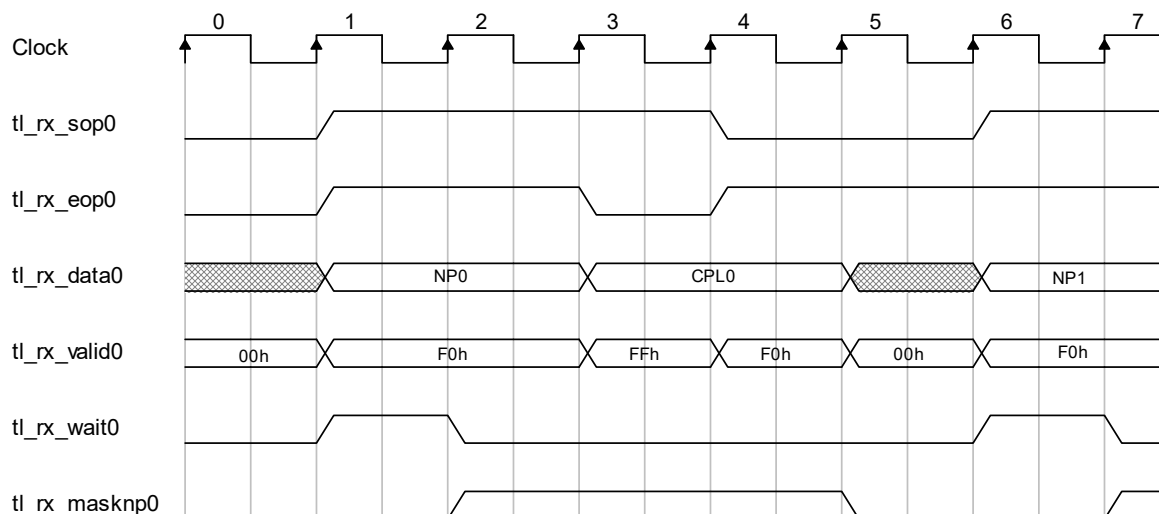 0 1 2 3 4 5 6 7
Clock
tl_rx_sop0
tl_rx_eop0
tl_rx_data0 NP0 CPL0 NP1
tl_rx_valid0 00h F0h FFh F0h 00h F0h
tl_rx_wait0
tl_rx_masknp0